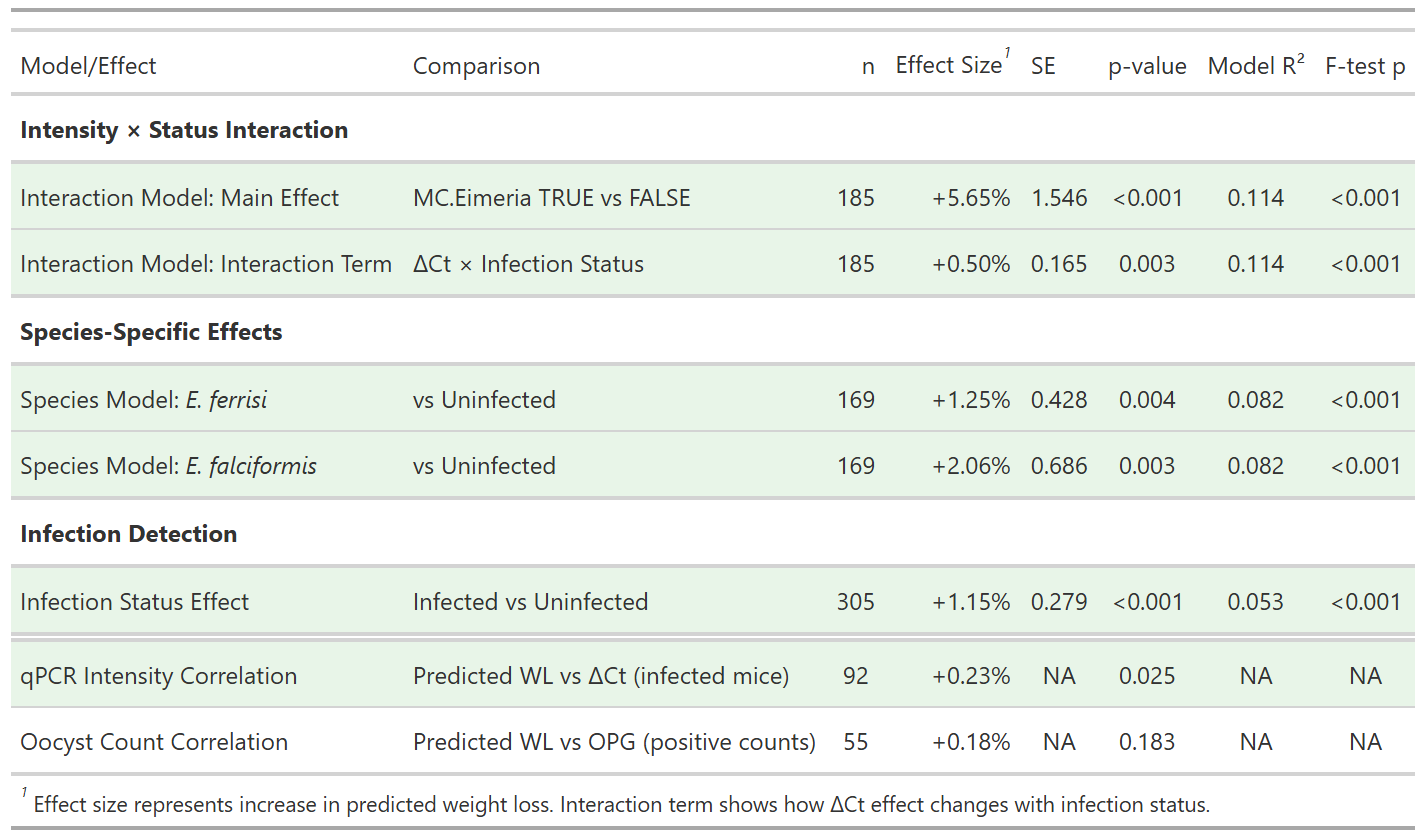 Model/Effect Comparison n Effect Size¹ SE p-value Model R² F-test p
Intensity × Status Interaction
Interaction Model: Main Effect MC.Eimeria TRUE vs FALSE 185 +5.65% 1.546 <0.001 0.114 <0.001
Interaction Model: Interaction Term ΔCt × Infection Status 185 +0.50% 0.165 0.003 0.114 <0.001
Species-Specific Effects
Species Model: E. ferrisi vs Uninfected 169 +1.25% 0.428 0.004 0.082 <0.001
Species Model: E. falciformis vs Uninfected 169 +2.06% 0.686 0.003 0.082 <0.001
Infection Detection
Infection Status Effect Infected vs Uninfected 305 +1.15% 0.279 <0.001 0.053 <0.001
qPCR Intensity Correlation Predicted WL vs ΔCt (infected mice) 92 +0.23% NA 0.025 NA NA
Oocyst Count Correlation Predicted WL vs OPG (positive counts) 55 +0.18% NA 0.183 NA NA
¹ Effect size represents increase in predicted weight loss. Interaction term shows how ΔCt effect changes with infection status.